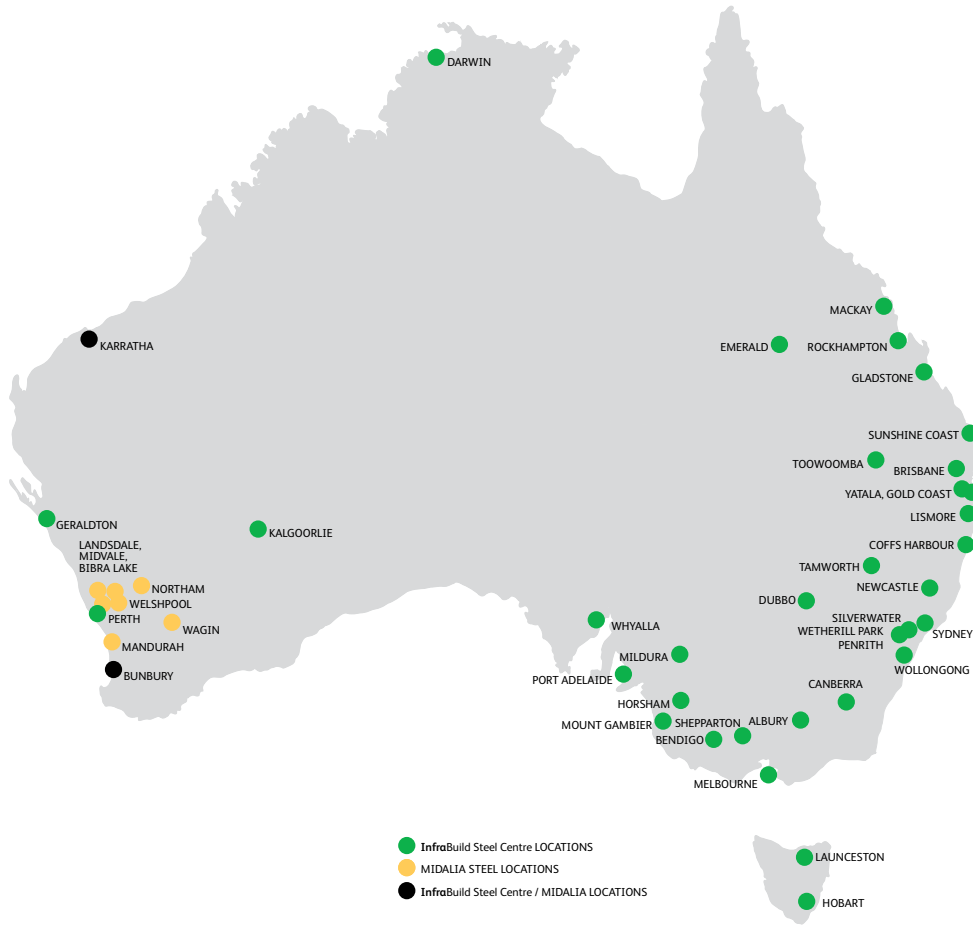 DARWIN
MACKAY
KARRATHA
EMERALD
ROCKHAMPTON
GLADSTONE
SUNSHINE COAST
TOOWOOMBA
BRISBANE
YATALA, GOLD COAST
LISMORE
GERALDTON
KALGOORLIE
COFFS HARBOUR
LANDSDALE,
MIDVALE,
BIBRA LAKE
TAMWORTH
NORTHAM
NEWCASTLE
WELSHPOOL
DUBBO
PERTH
SILVERWATER
WHYALLA
WETHERILL PARK
SYDNEY
WAGIN
PENRITH
MANDURAH
MILDURA
WOLLONGONG
BUNBURY
PORT ADELAIDE
CANBERRA
HORSHAM
MOUNT GAMBIER
SHEPPARTON
ALBURY
BENDIGO
MELBOURNE
InfraBuild Steel Centre LOCATIONS
MIDALIA STEEL LOCATIONS
InfraBuild Steel Centre / MIDALIA LOCATIONS
LAUNCESTON
HOBART